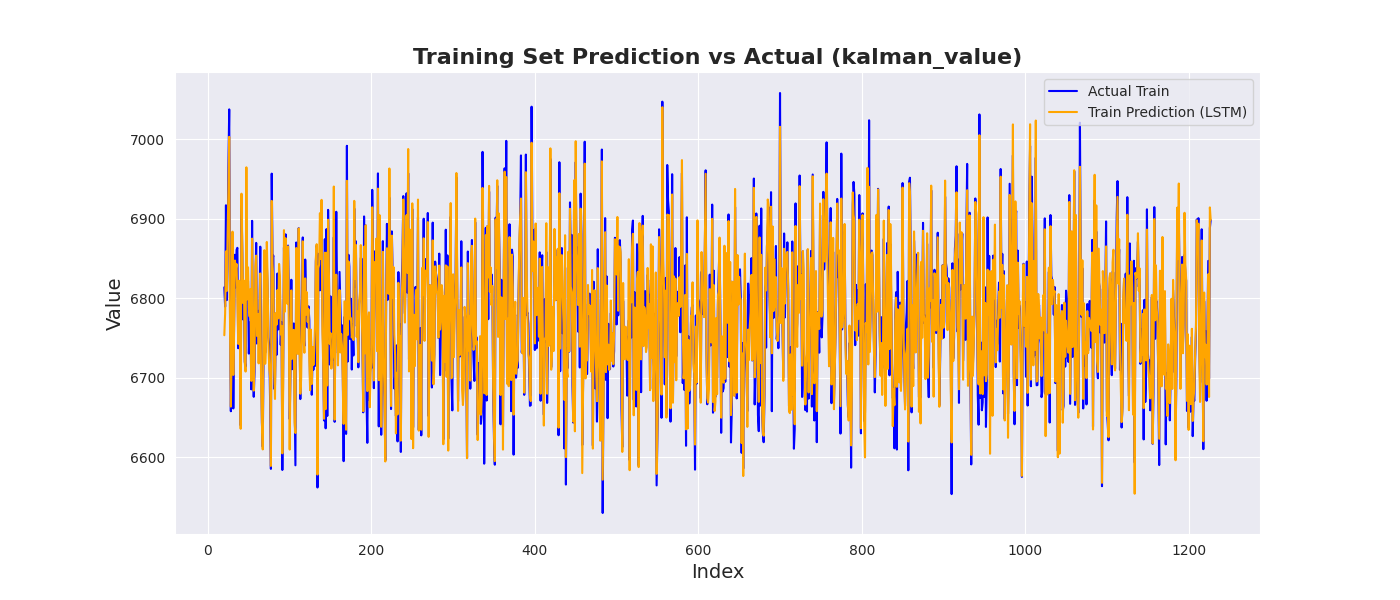 Training Set Prediction vs Actual (kalman_value)
Actual Train
Train Prediction (LSTM)
7000
6900
6800
6700
6600
Value
0 200 400 600 800 1000 1200
Index